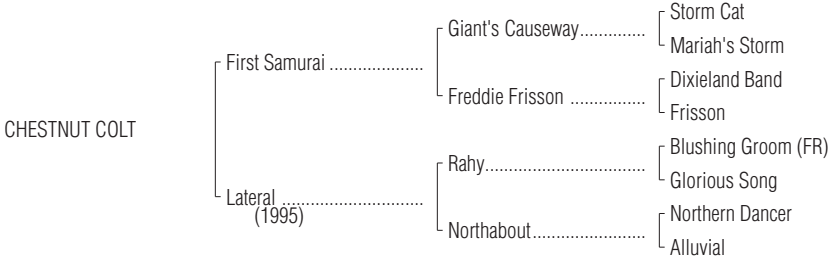 Storm Cat
Giant's Causeway..............
Mariah's Storm
First Samurai ....................
Dixieland Band
Freddie Frisson ................
Frisson
CHESTNUT COLT
Blushing Groom (FR)
Rahy..................................
Glorious Song
Lateral ..............................
(1995)
Northern Dancer
Northabout........................
Alluvial